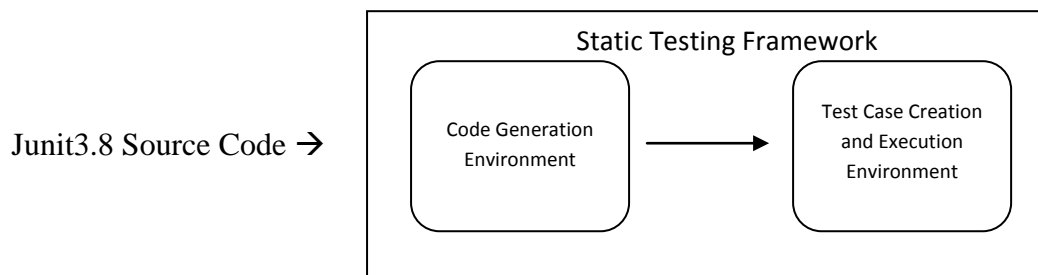 Static Testing Framework
Junit3.8 Source Code →
Code Generation
Environment
Test Case Creation
and Execution
Environment